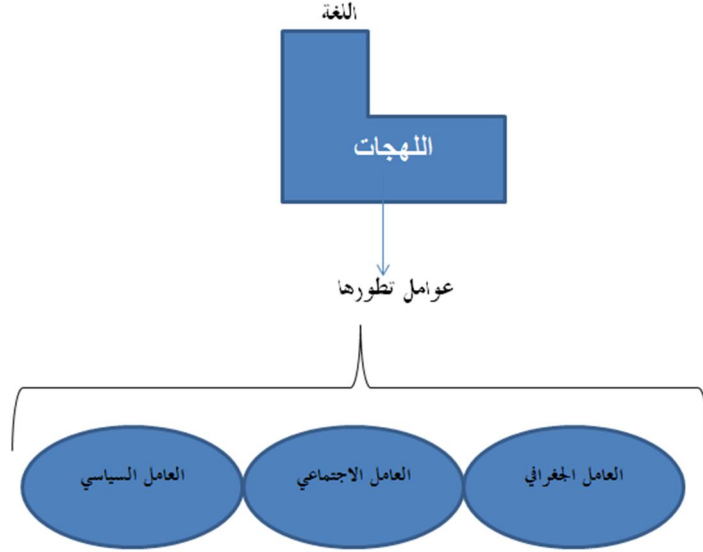 اللغة
اللهجات
عوامل تطورها
العامل الجغرافي
العامل الاجتماعي
العامل السياسي